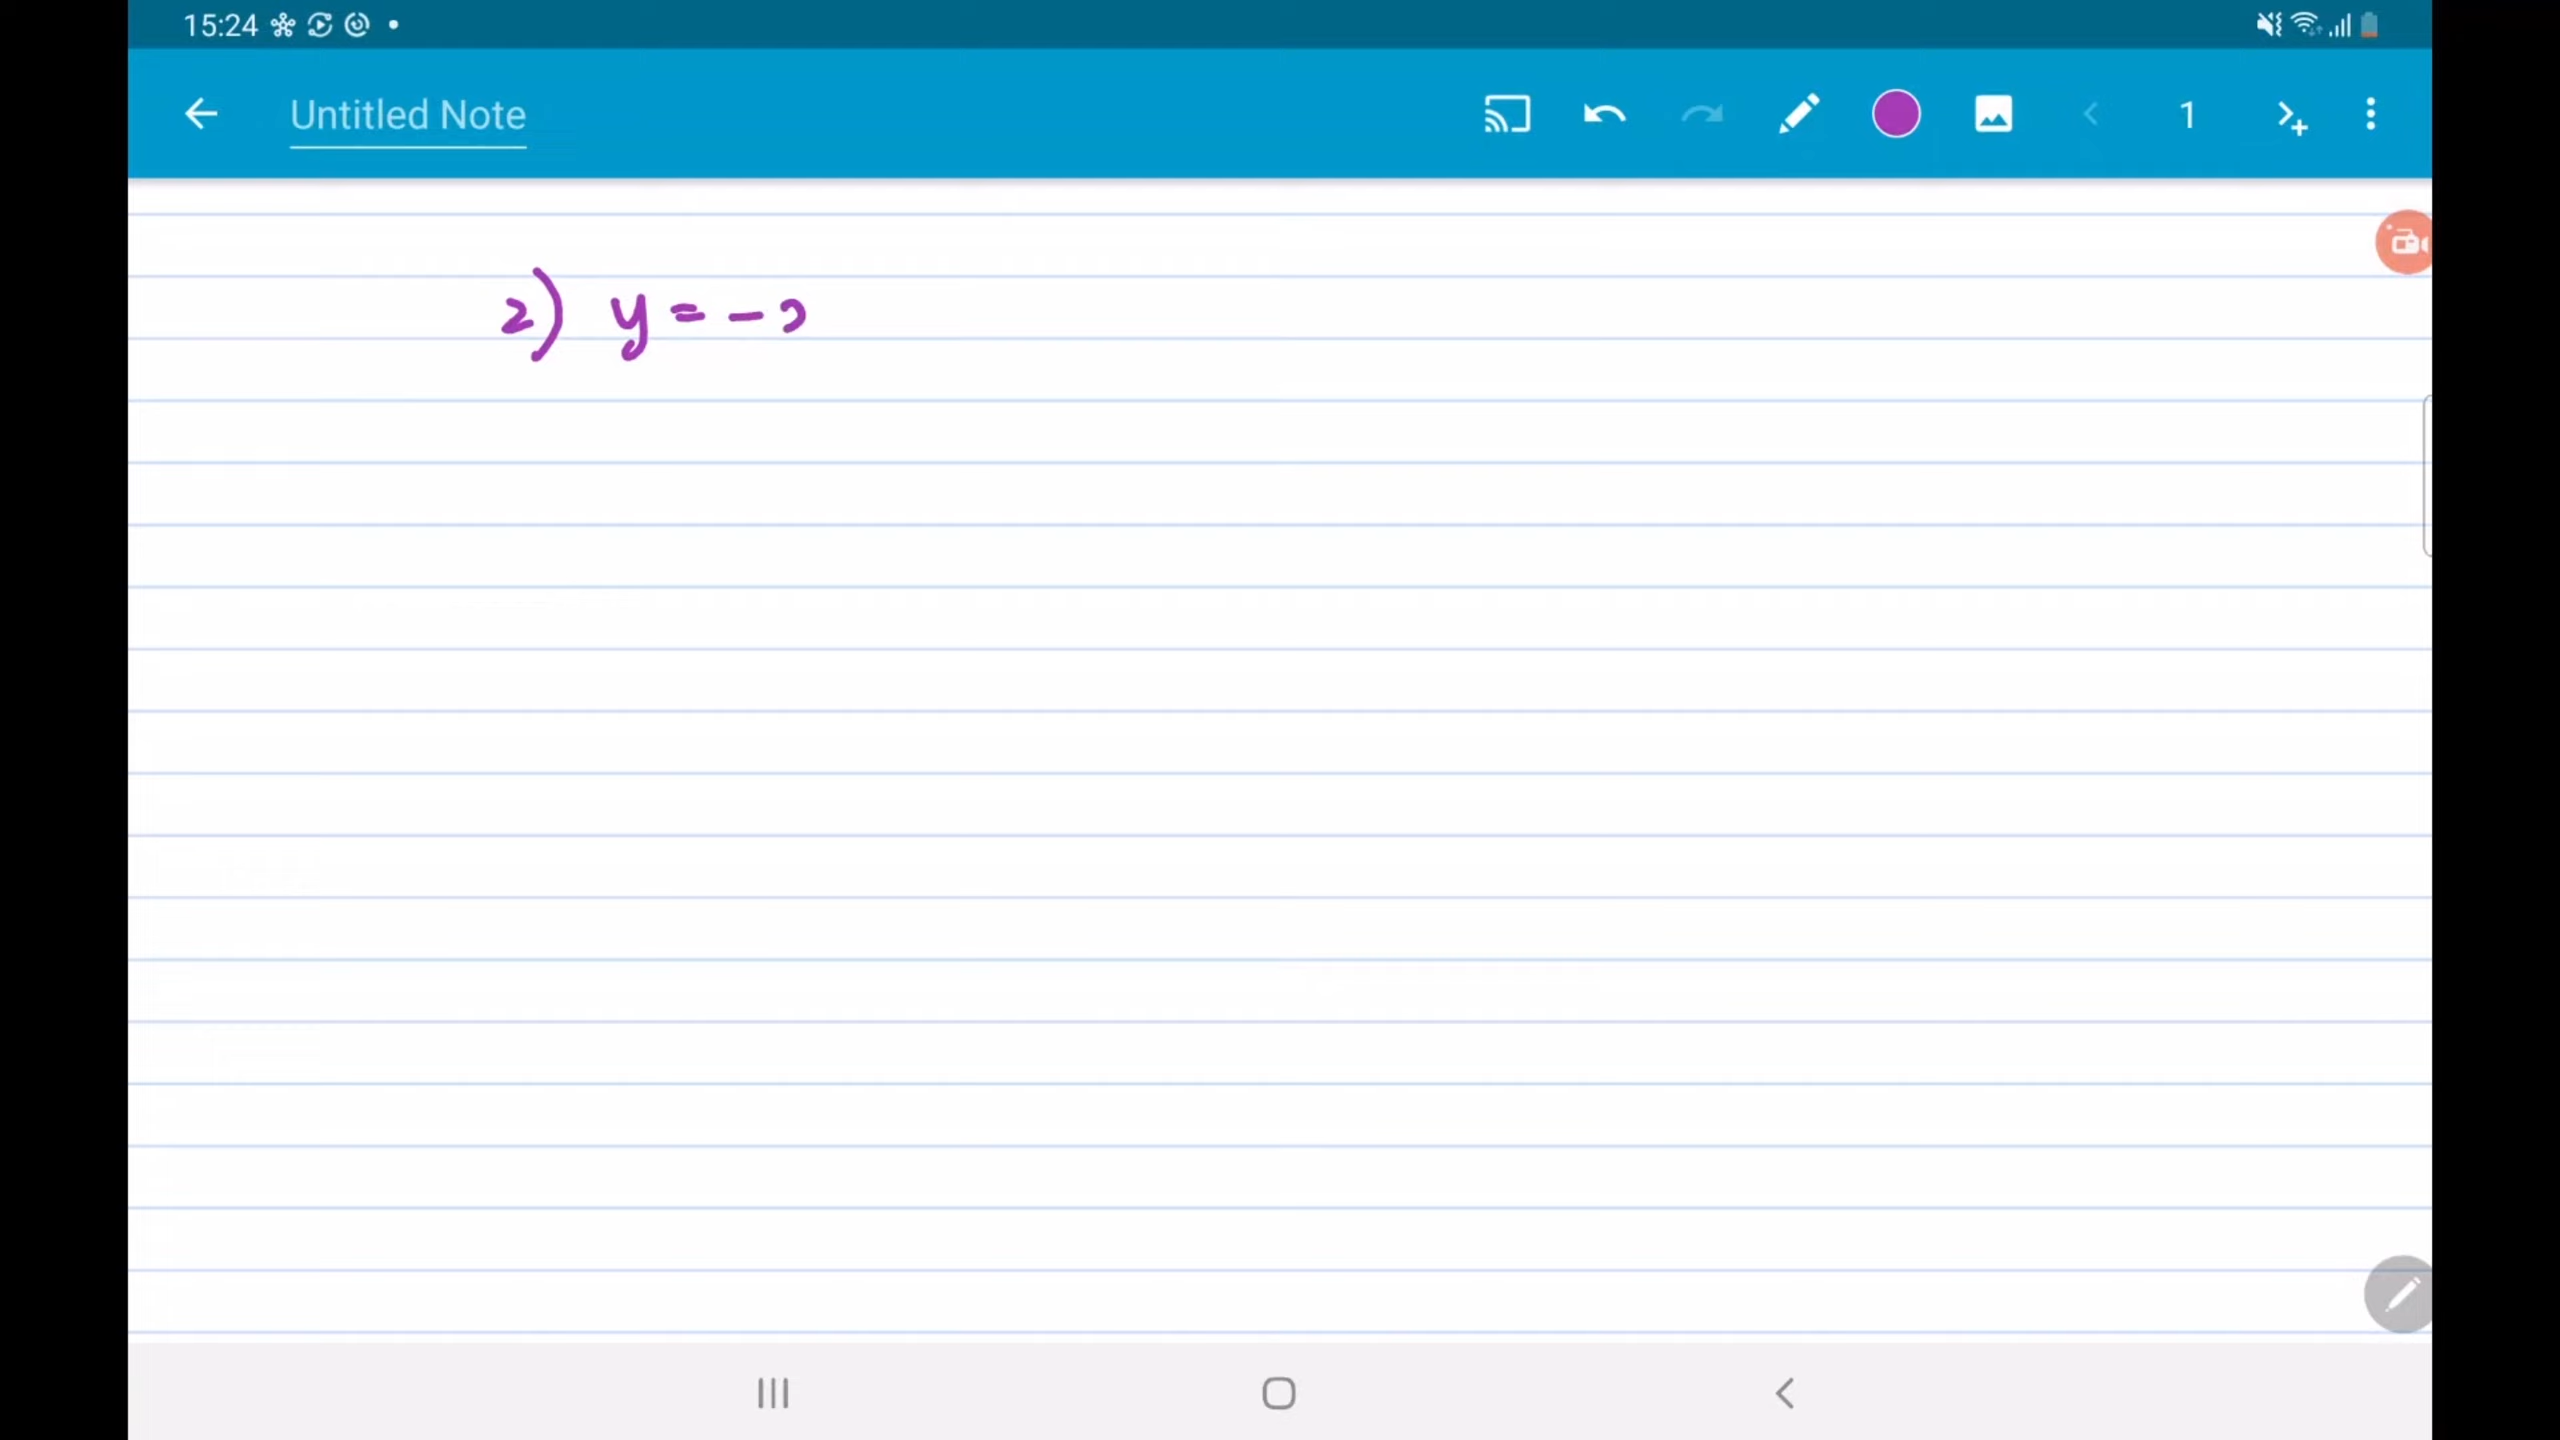 15:24
Untitled Note
1
2) y = -